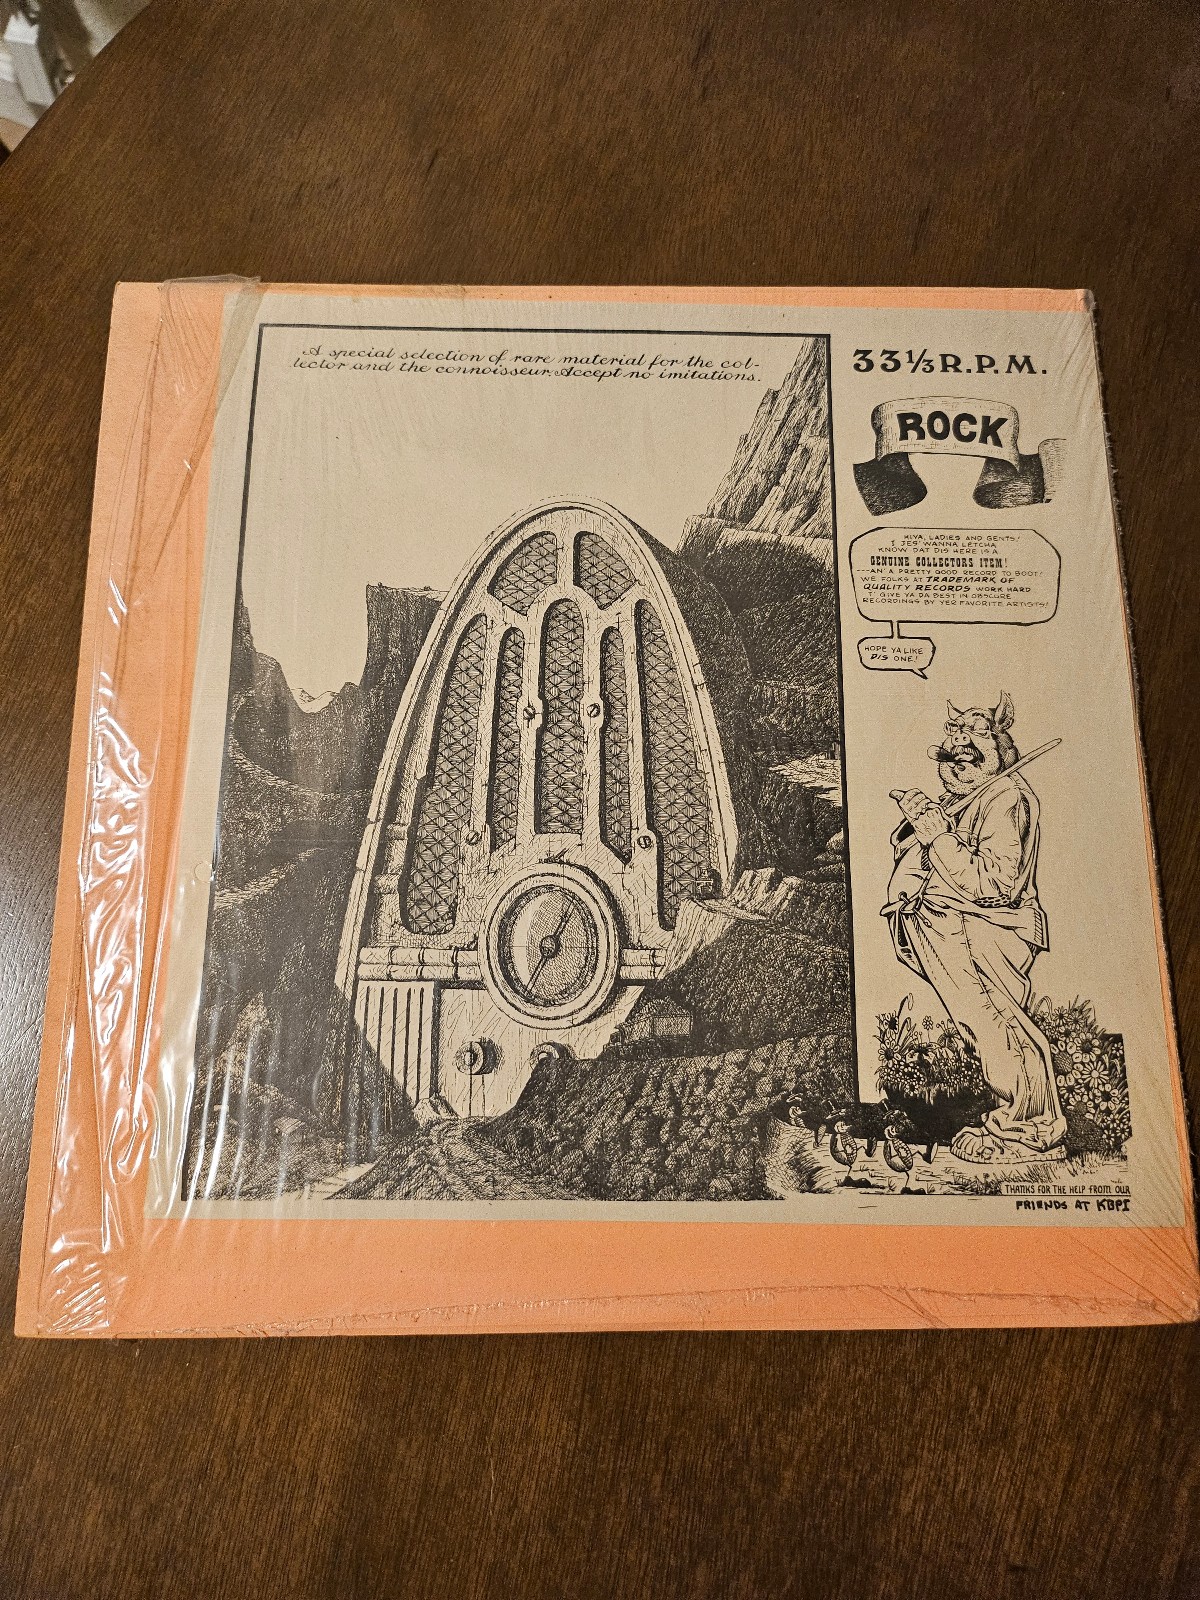 A special selection of rare material for the col-
lector and the connoisseur. Accept no imitations.
33⅓ R.P.M.
ROCK
HIYA, LADIES AND GENTS!
I JES' WANNA LETCHA
KNOW DAT DIS HERE IS A
GENUINE COLLECTORS ITEM!
---AN' A PRETTY GOOD RECORD TO BOOT!
WE FOLKS AT TRADEMARK OF
QUALITY RECORDS WORK HARD
T' GIVE YA DA BEST IN OBSCURE
RECORDINGS BY YER FAVORITE ARTISTS!
HOPE YA LIKE
DIS ONE!
THANKS FOR THE HELP FROM OUR
FRIENDS AT KBPI